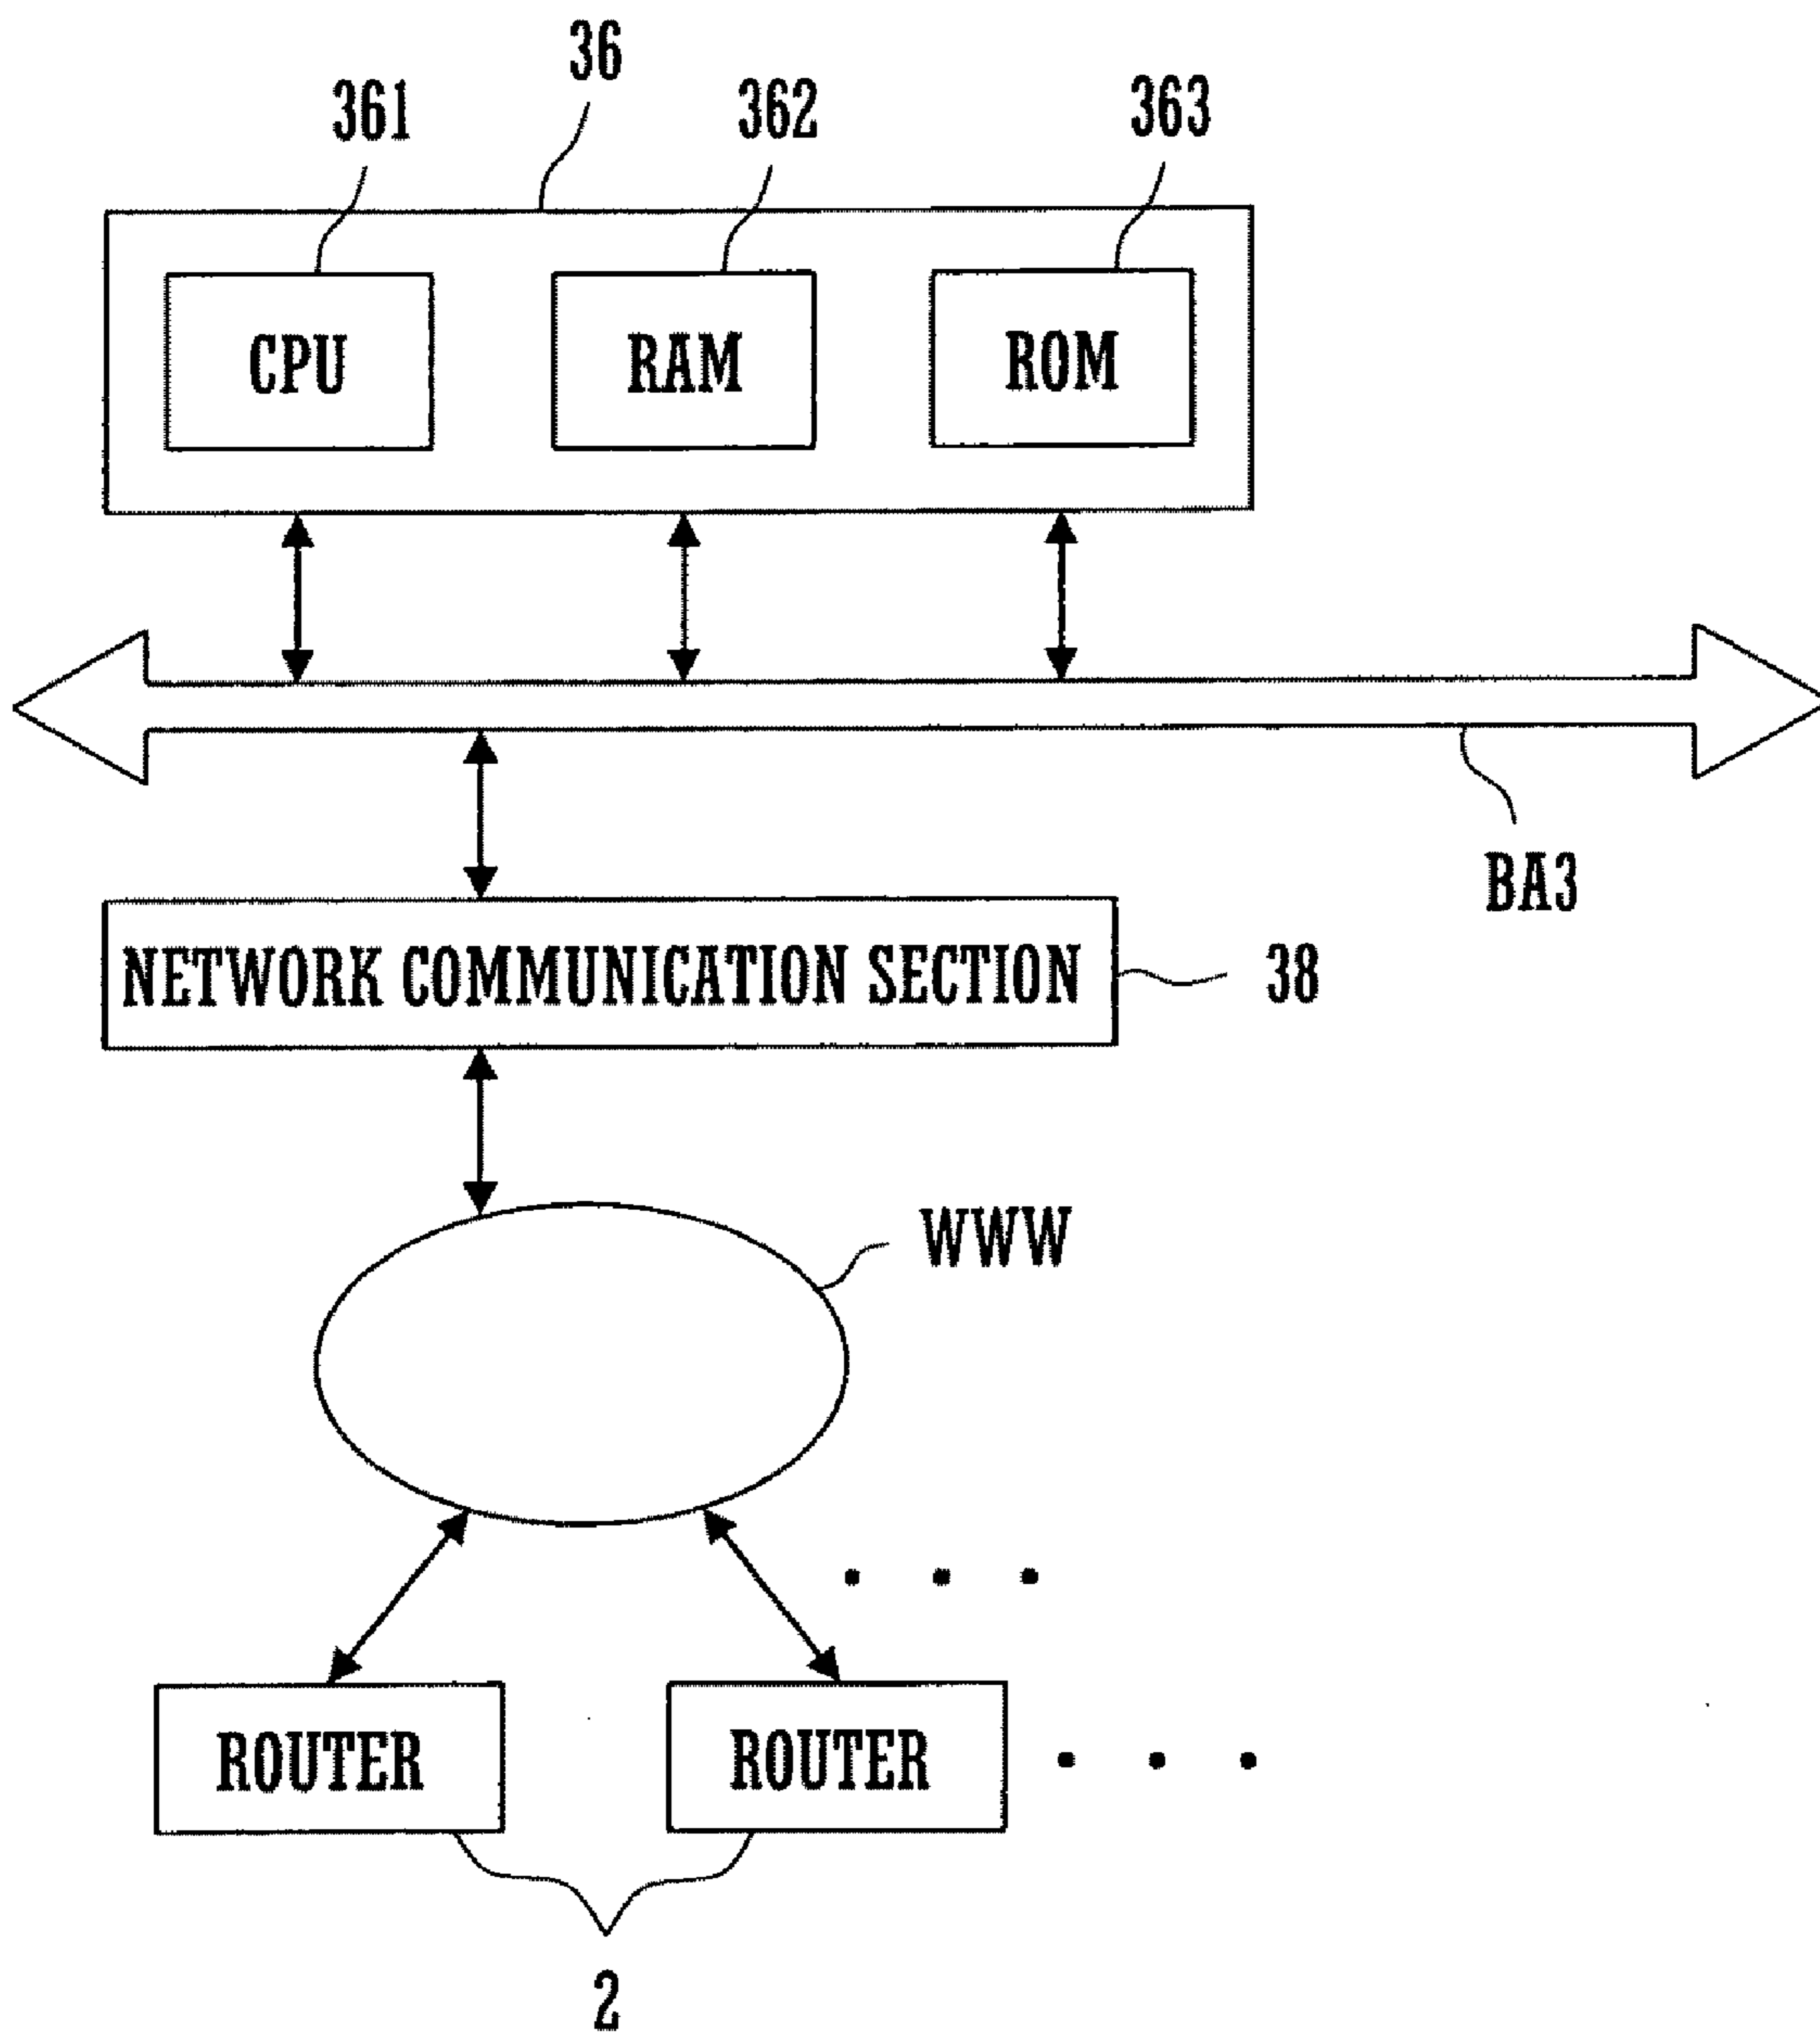 36
361
362
363
CPU
RAM
ROM
BA3
NETWORK COMMUNICATION SECTION
38
WWW
ROUTER
ROUTER
2